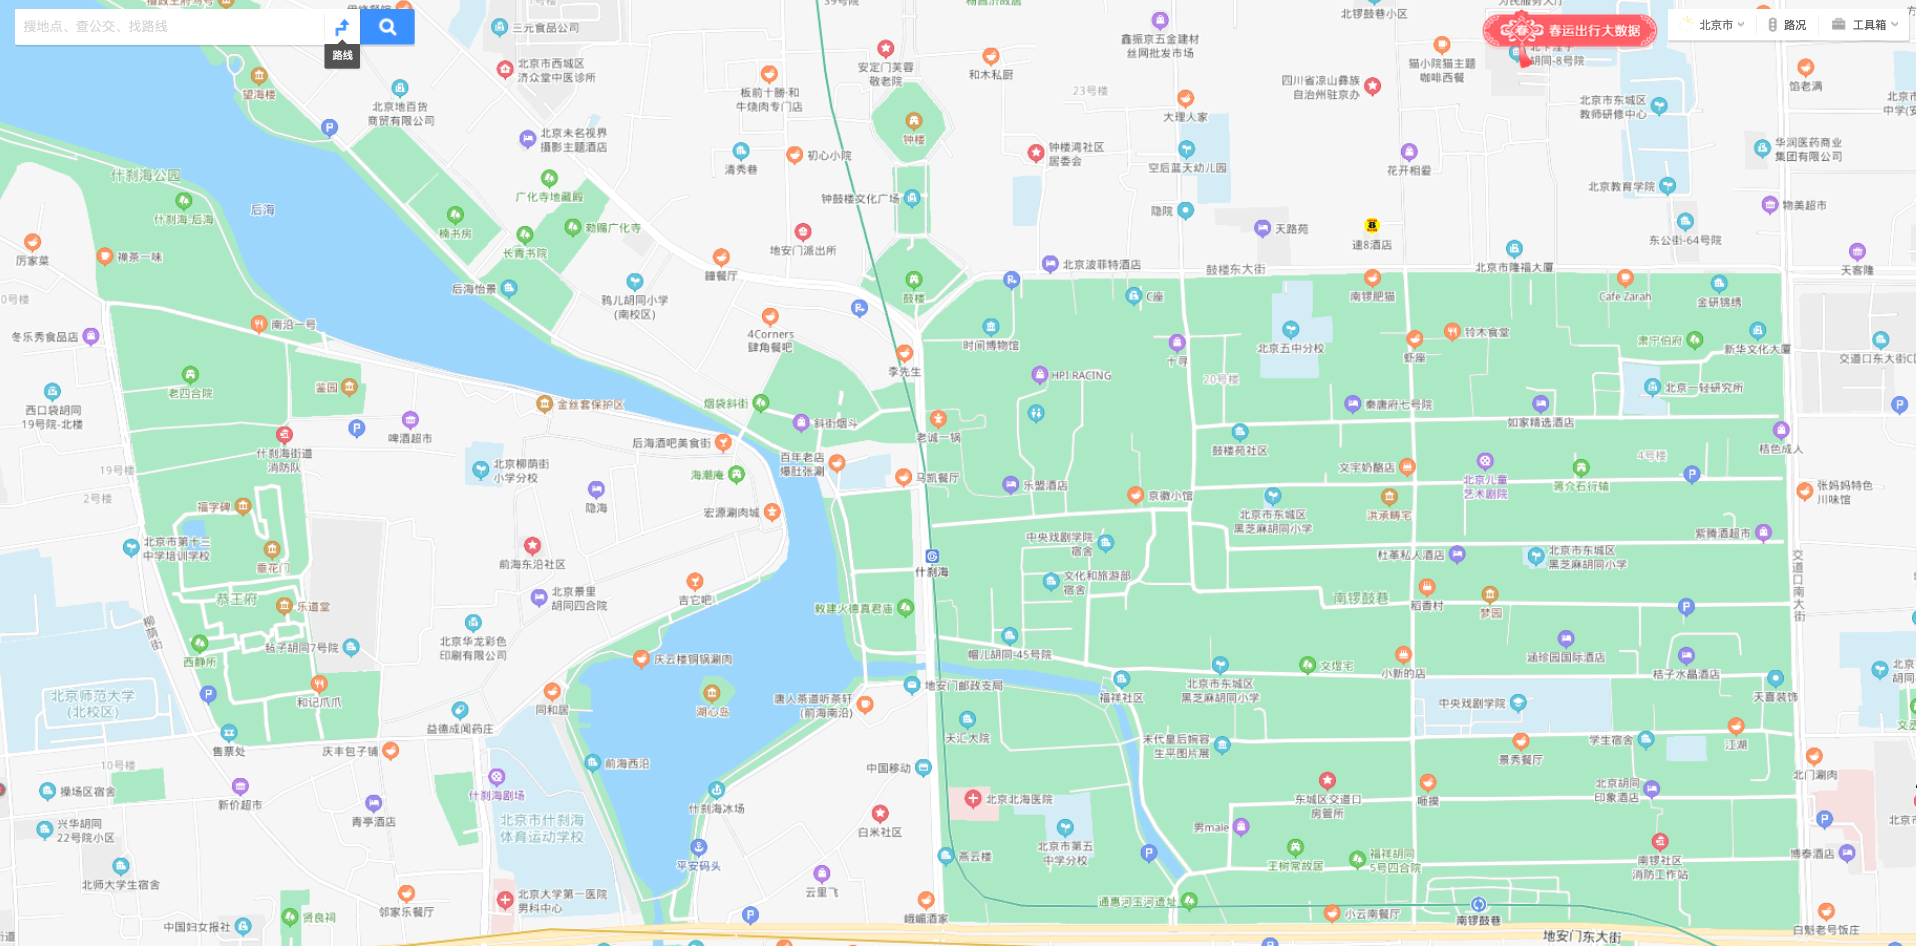 搜地点、查公交、找路线
路线
春运出行大数据
北京市
路况
工具箱
三元食品公司
北锣鼓巷小区
鑫振京五金建材
丝网批发市场
北京市西城区
济众堂中医诊所
安定门芙蓉
敬老院
和木私厨
猫小院猫主题
咖啡西餐
胡同-8号院
馅老满
望海楼
北京地百货
商贸有限公司
板前十勝·和
牛烧肉专门店
23号楼
四川省凉山彝族
自治州驻京办
大理人家
北京市东城区
教师研修中心
钟楼
北京未名视界
摄影主题酒店
清秀巷
初心小院
钟楼湾社区
居委会
空后蓝天幼儿园
花开相爱
华润医药商业
集团有限公司
什刹海公园
什刹海-后海
后海
广化寺地藏殿
钟鼓楼文化广场
隐院
北京教育学院
物美超市
楠书房
长青书院
勅赐广化寺
地安门派出所
天路苑
速8酒店
东公街-64号院
厉家菜
禅茶一味
鐘餐厅
北京波菲特酒店
鼓楼东大街
北京市隆福大厦
天客隆
后海怡景
鸦儿胡同小学
(南校区)
鼓楼
C座
南锣肥猫
Cafe Zarah
金研锦绣
0号楼
冬乐秀食品店
南沿一号
4Corners
肆角餐吧
时间博物馆
十寻
北京五中分校
虾座
铃木食堂
肃宁伯府
新华文化大厦
交道口东大街C
李先生
老四合院
鉴园
HPI RACING
20号楼
北京一轻研究所
西口袋胡同
19号院-北楼
金丝套保护区
烟袋斜街
斜街烟斗
秦唐府七号院
如家精选酒店
啤酒超市
什刹海街道
消防队
后海酒吧美食街
老诚一锅
鼓楼苑社区
桔色成人
19号楼
北京柳荫街
小学分校
百年老店
爆肚张涮
海潮庵
马凯餐厅
乐盟酒店
京徽小馆
文宇奶酪店
北京儿童
艺术剧院
蒋介石行辕
4号楼
张妈妈特色
川味馆
2号楼
福字碑
隐海
宏源涮肉城
北京市东城区
黑芝麻胡同小学
洪承畴宅
紫腾酒超市
北京市第十三
中学培训学校
垂花门
前海东沿社区
什刹海
中央戏剧学院
宿舍
杜革私人酒店
北京市东城区
黑芝麻胡同小学
交道口南大街
恭王府
乐道堂
北京景里
胡同四合院
吉它吧
敕建火德真君庙
文化和旅游部
宿舍
南锣鼓巷
稻香村
梦园
柳荫街
西静所
毡子胡同7号院
北京华龙彩色
印刷有限公司
庆云楼铜锅涮肉
帽儿胡同-45号院
北京市东城区
黑芝麻胡同小学
文煜宅
小新的店
涵珍园国际酒店
桔子水晶酒店
北京师范大学
(北校区)
和记爪爪
同和居
湖心岛
唐人茶道听茶轩
(前海南沿)
地安门邮政支局
福祥社区
中央戏剧学院
天喜装饰
售票处
庆丰包子铺
益德成闻药庄
天汇大院
末代皇后婉容
生平图片展
景秀餐厅
学生宿舍
江湖
10号楼
操场区宿舍
新价超市
什刹海剧场
前海西沿
中国移动
北门涮肉
青亭酒店
什刹海冰场
北京北海医院
东城区交道口
房管所
咂摸
北京胡同
印象酒店
兴华胡同
22号院小区
北京市什刹海
体育运动学校
白米社区
男male
北师大学生宿舍
平安码头
燕云楼
北京市第五
中学分校
王树常故居
福祥胡同
5号四合院
南锣社区
消防工作站
博泰酒店
云里飞
邻家乐餐厅
北京大学第一医院
男科中心
中国妇女报社
贤良祠
峨嵋酒家
通惠河玉河遗址
小云南餐厅
南锣鼓巷
地安门东大街
白魁老号饭庄